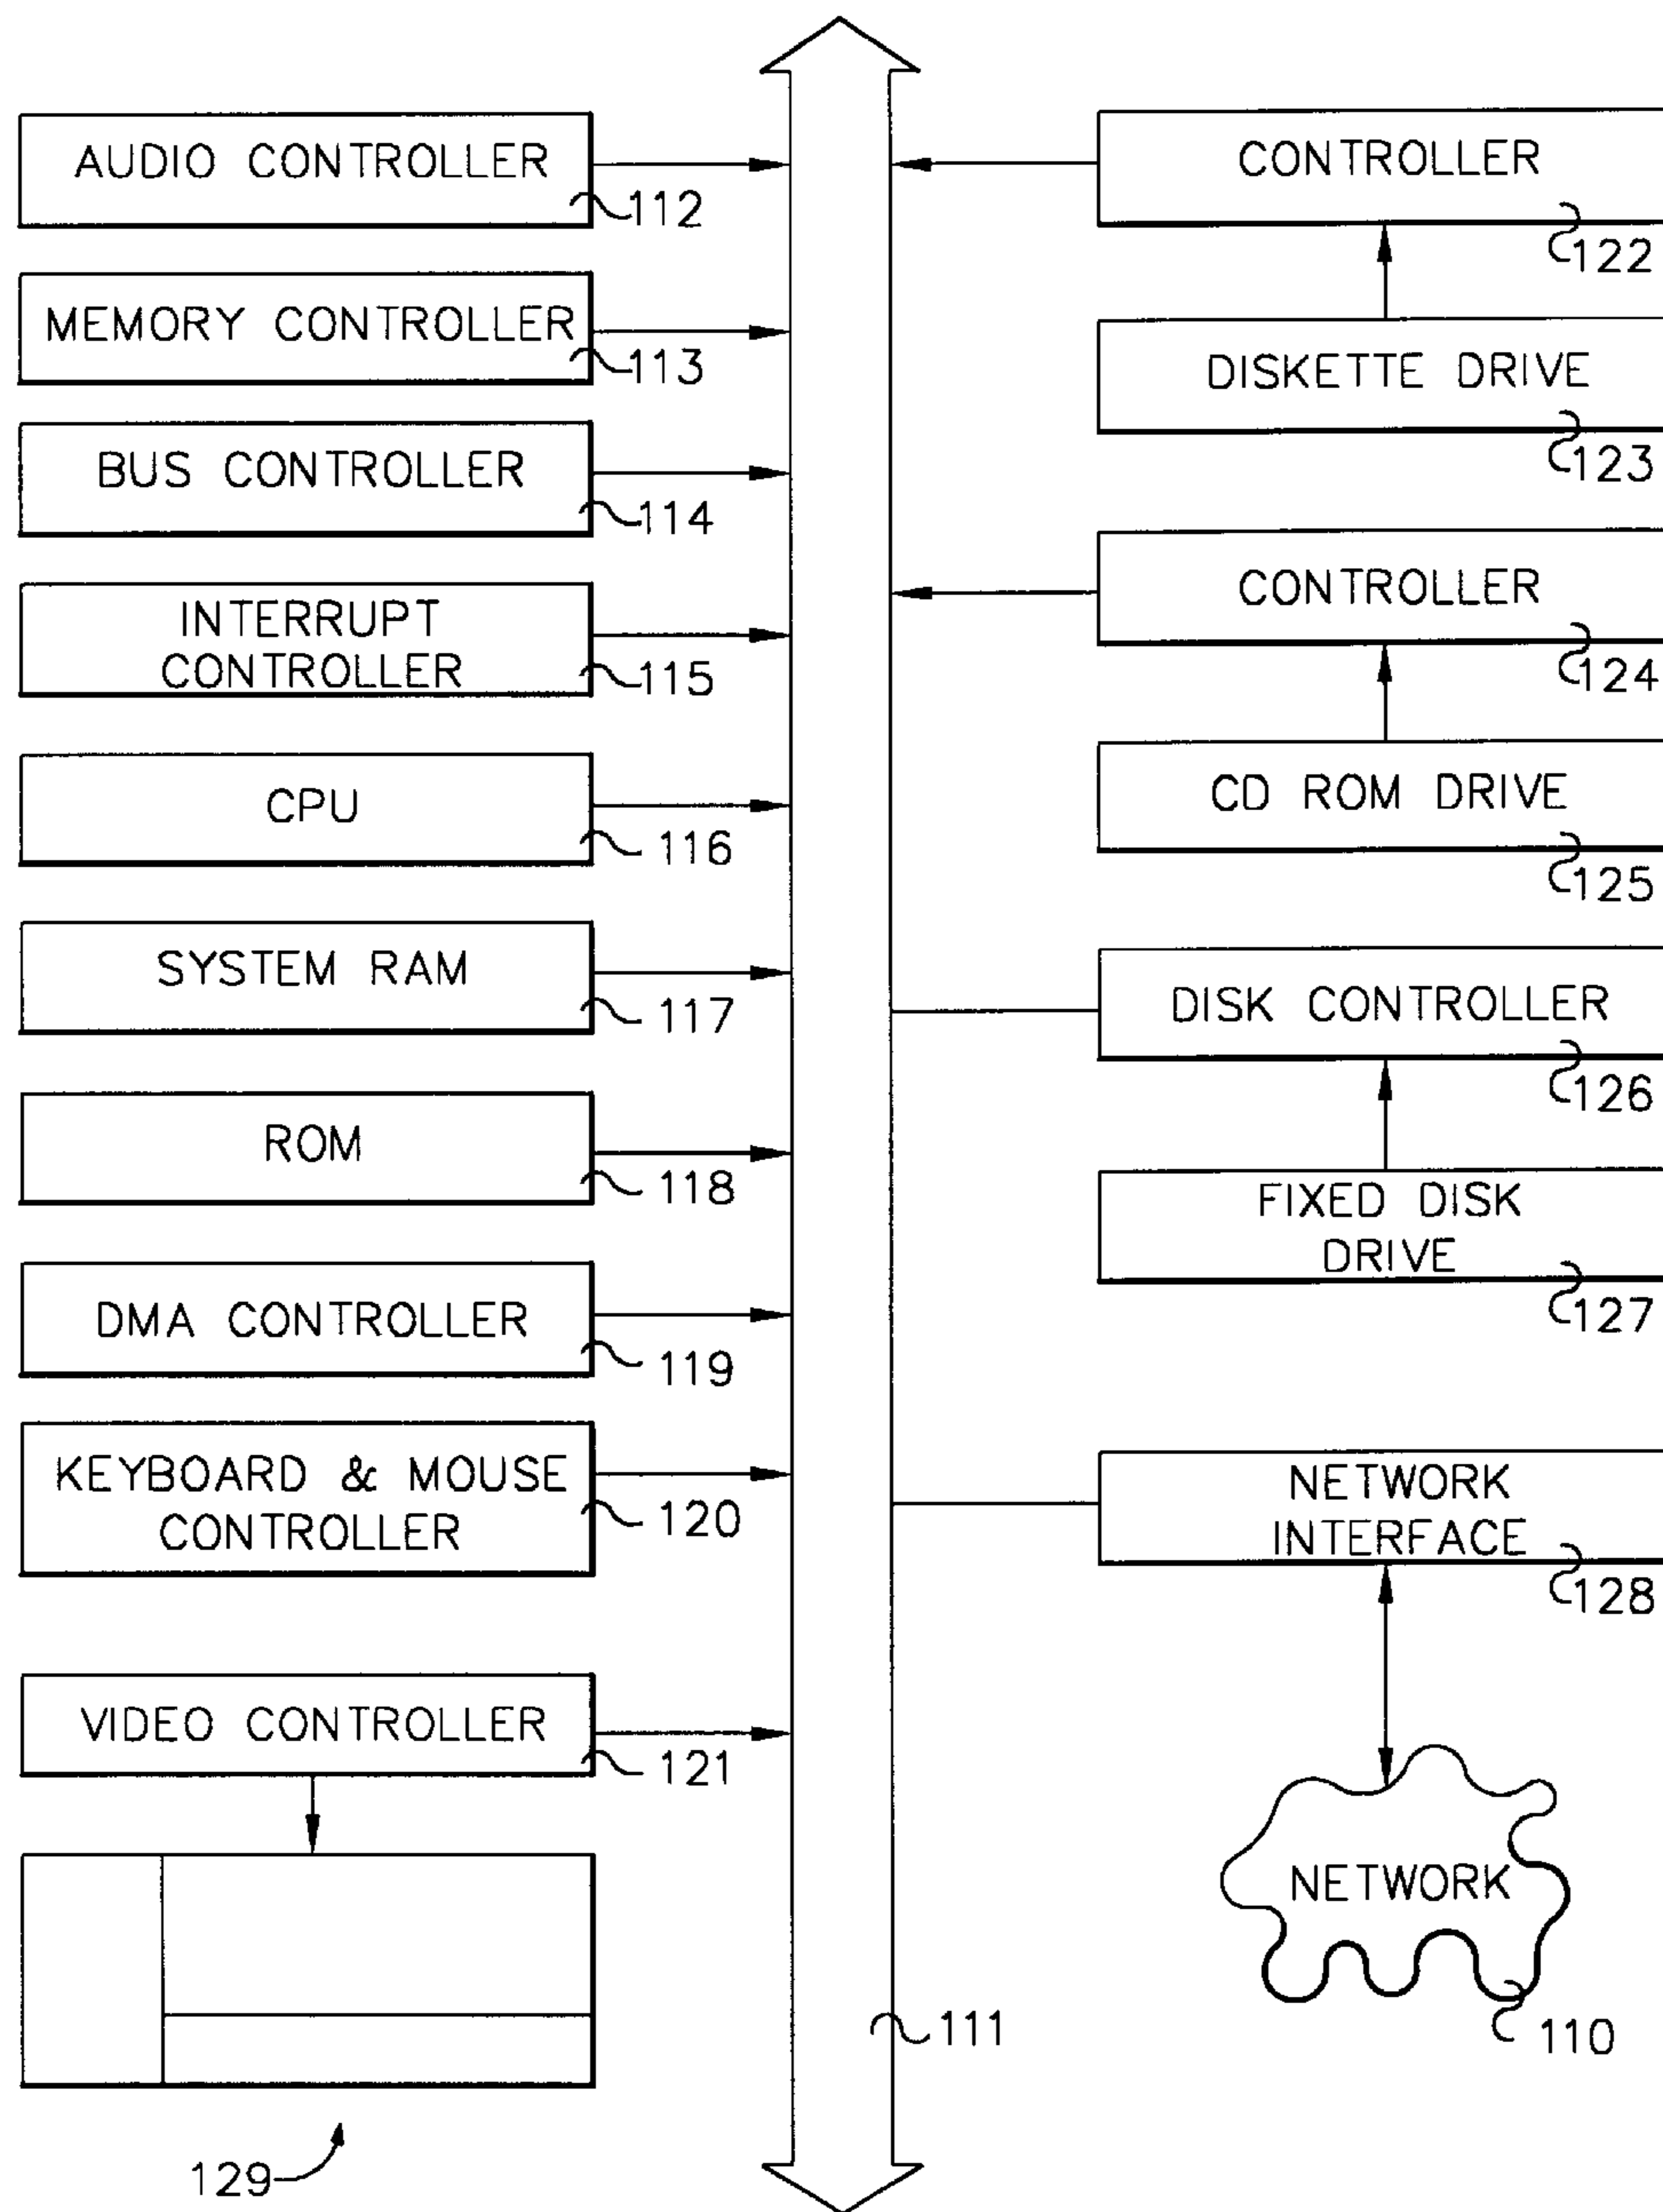 AUDIO CONTROLLER
112
MEMORY CONTROLLER
113
BUS CONTROLLER
114
INTERRUPT
CONTROLLER
115
CPU
116
SYSTEM RAM
117
ROM
118
DMA CONTROLLER
119
KEYBOARD & MOUSE
CONTROLLER
120
VIDEO CONTROLLER
121
129
111
CONTROLLER
122
DISKETTE DRIVE
123
CONTROLLER
124
CD ROM DRIVE
125
DISK CONTROLLER
126
FIXED DISK
DRIVE
127
NETWORK
INTERFACE
128
NETWORK
110